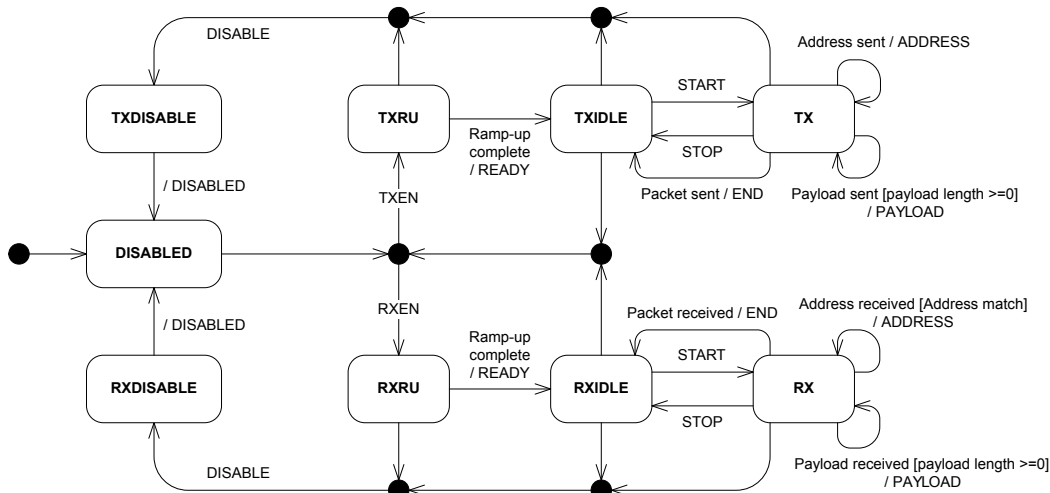 DISABLE
Address sent / ADDRESS
START
TXDISABLE
TXRU
TXIDLE
TX
Ramp-up
complete
/ READY
STOP
/ DISABLED
TXEN
Packet sent / END
Payload sent [payload length >=0]
/ PAYLOAD
DISABLED
RXEN
Packet received / END
Address received [Address match]
/ ADDRESS
/ DISABLED
Ramp-up
complete
/ READY
START
RXDISABLE
RXRU
RXIDLE
RX
STOP
DISABLE
Payload received [payload length >=0]
/ PAYLOAD